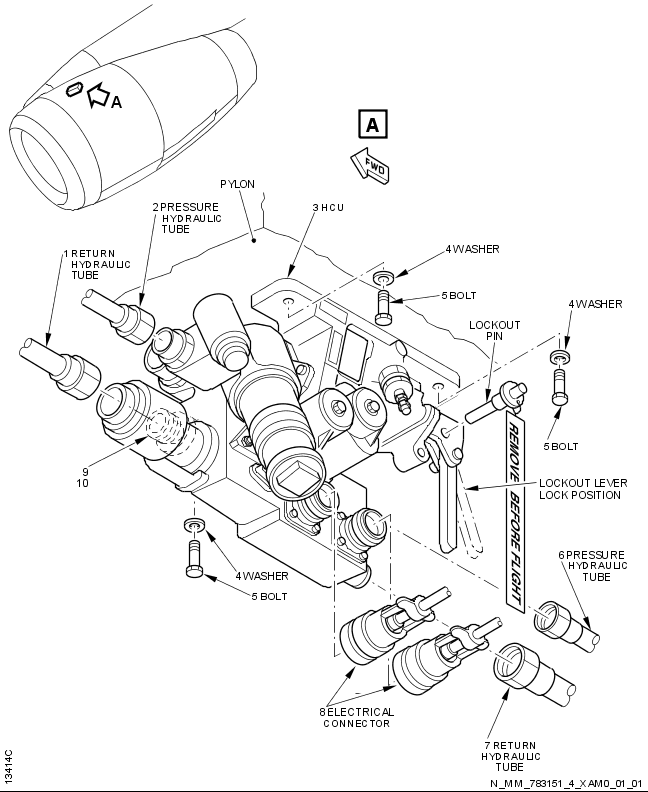 A
A
FWD
PYLON
2 PRESSURE
HYDRAULIC
TUBE
3 HCU
1 RETURN
HYDRAULIC
TUBE
4 WASHER
5 BOLT
4 WASHER
LOCKOUT
PIN
5 BOLT
REMOVE BEFORE FLIGHT
9
10
LOCKOUT LEVER
LOCK POSITION
4 WASHER
5 BOLT
6 PRESSURE
HYDRAULIC
TUBE
8 ELECTRICAL
CONNECTOR
7 RETURN
HYDRAULIC
TUBE
13414C
N_MM_783151_4_XAM0_01_01